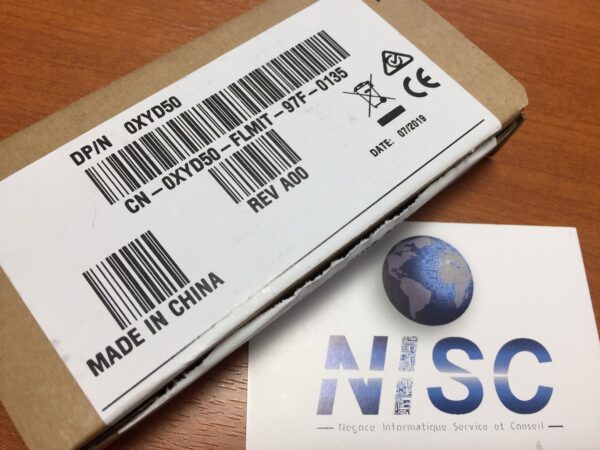 DP/N 0XYD50
CN-0XYD50-FLMIT-97F-0135
REV A00
DATE: 07/2019
MADE IN CHINA
NISC
Negoce Informatique Service et Conseil